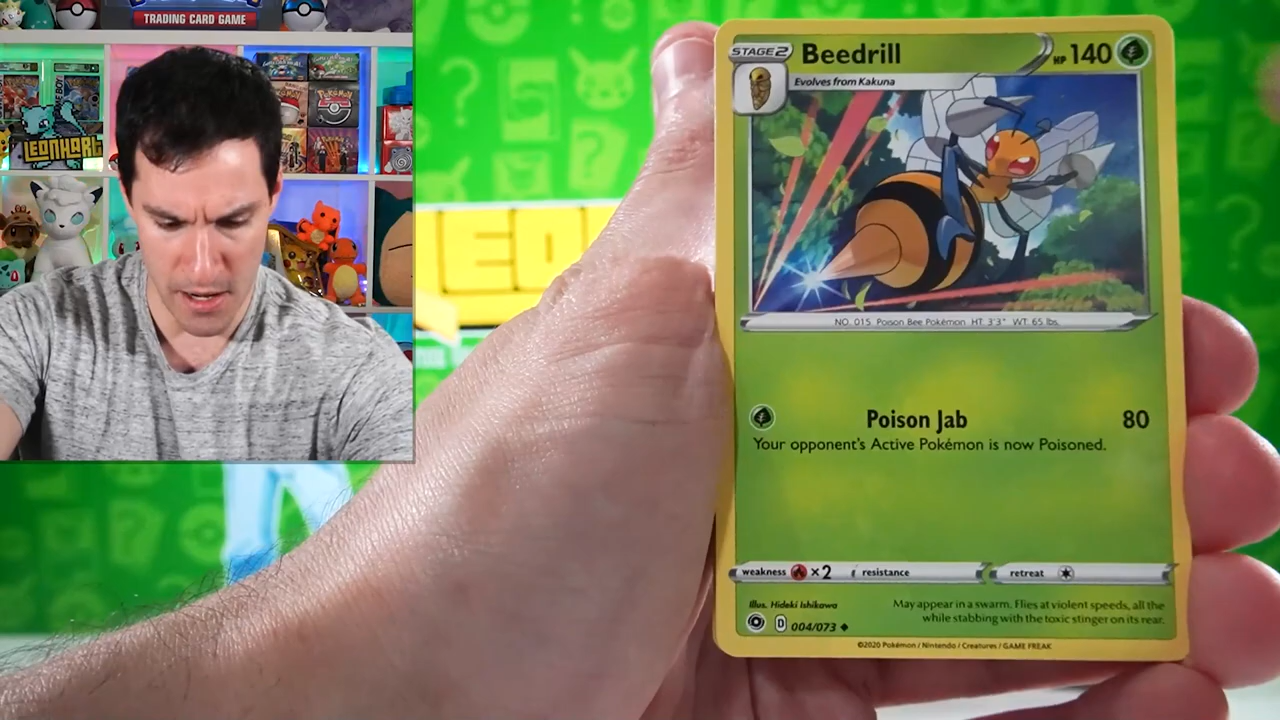 TRADING CARD GAME
LEONHART
LEO
STAGE 2
Beedrill
HP 140
Evolves from Kakuna
NO. 015 Poison Bee Pokémon HT. 3'3" WT. 65 lbs.
Poison Jab 80
Your opponent's Active Pokémon is now Poisoned.
weakness ×2 resistance retreat
Illus. Hideki Ishikawa
May appear in a swarm. Flies at violent speeds, all the
while stabbing with the toxic stinger on its rear.
D 004/073
©2020 Pokémon / Nintendo / Creatures / GAME FREAK